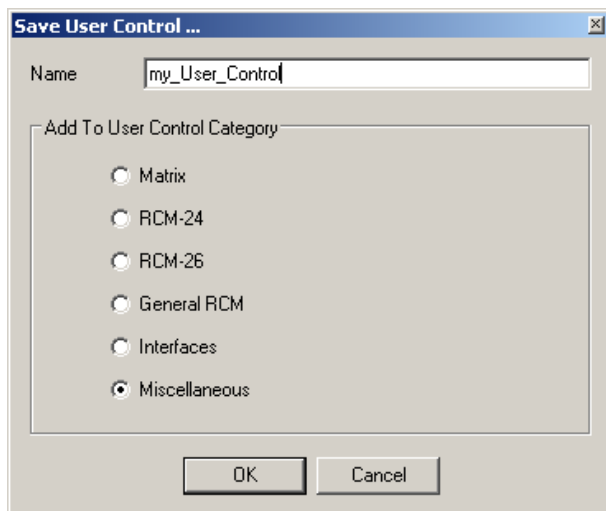 Save User Control ...
Name my_User_Control
Add To User Control Category
Matrix
RCM-24
RCM-26
General RCM
Interfaces
Miscellaneous
OK Cancel